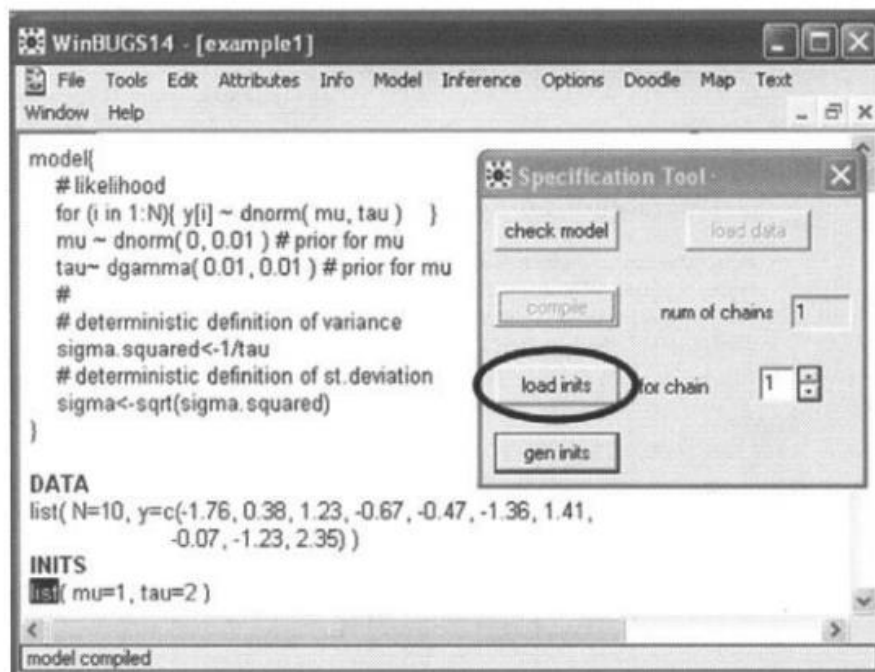 WinBUGS14 - [example1]
File Tools Edit Attributes Info Model Inference Options Doodle Map Text
Window Help
model{
# likelihood
for (i in 1:N){ y[i] ~ dnorm( mu, tau ) }
mu ~ dnorm( 0, 0.01 ) # prior for mu
tau~ dgamma( 0.01, 0.01 ) # prior for mu
#
# deterministic definition of variance
sigma.squared<-1/tau
# deterministic definition of st.deviation
sigma<-sqrt(sigma.squared)
}
DATA
list( N=10, y=c(-1.76, 0.38, 1.23, -0.67, -0.47, -1.36, 1.41,
-0.07, -1.23, 2.35) )
INITS
list( mu=1, tau=2 )
model compiled
Specification Tool
check model load data
compile num of chains 1
load inits for chain 1
gen inits